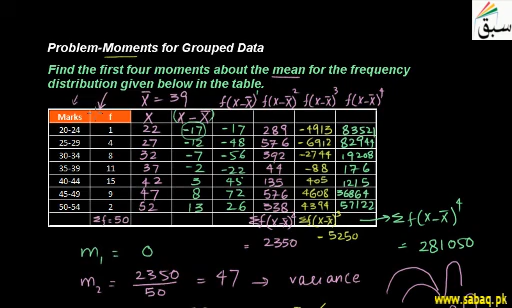 سبق
Problem-Moments for Grouped Data
Find the first four moments about the mean for the frequency
distribution given below in the table.
x̄ = 39 f(x-x̄)¹ f(x-x̄)² f(x-x̄)³ f(x-x̄)⁴
Marks f X (x-x̄)
20-24 1 22 -17 -17 289 -4913 83521
25-29 4 27 -12 -48 576 -6912 82944
30-34 8 32 -7 -56 392 -2744 19208
35-39 11 37 -2 -22 44 -88 176
40-44 15 42 3 45 135 405 1215
45-49 9 47 8 72 576 4608 36864
50-54 2 52 13 26 338 4394 57122
Σf=50 Σf(x-x̄)² Σf(x-x̄)³ → Σf(x-x̄)⁴
= 2350 -5250 = 281050
m₁ = 0
m₂ = 2350/50 = 47 → variance
www.sabaq.pk